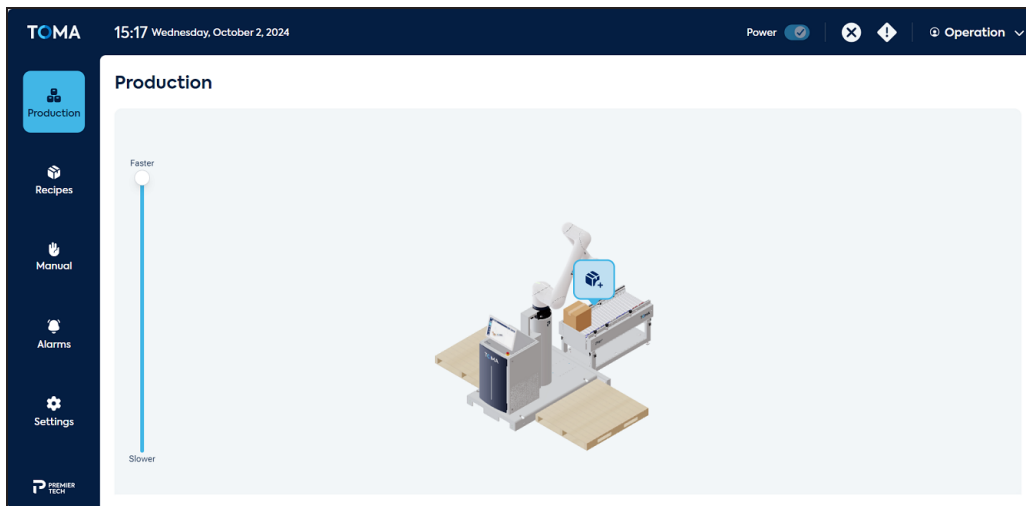 TOMA
15:17 Wednesday, October 2, 2024
Power
Operation
Production
Production
Faster
Recipes
Manual
TOMA
Alarms
Settings
Slower
PREMIER
TECH